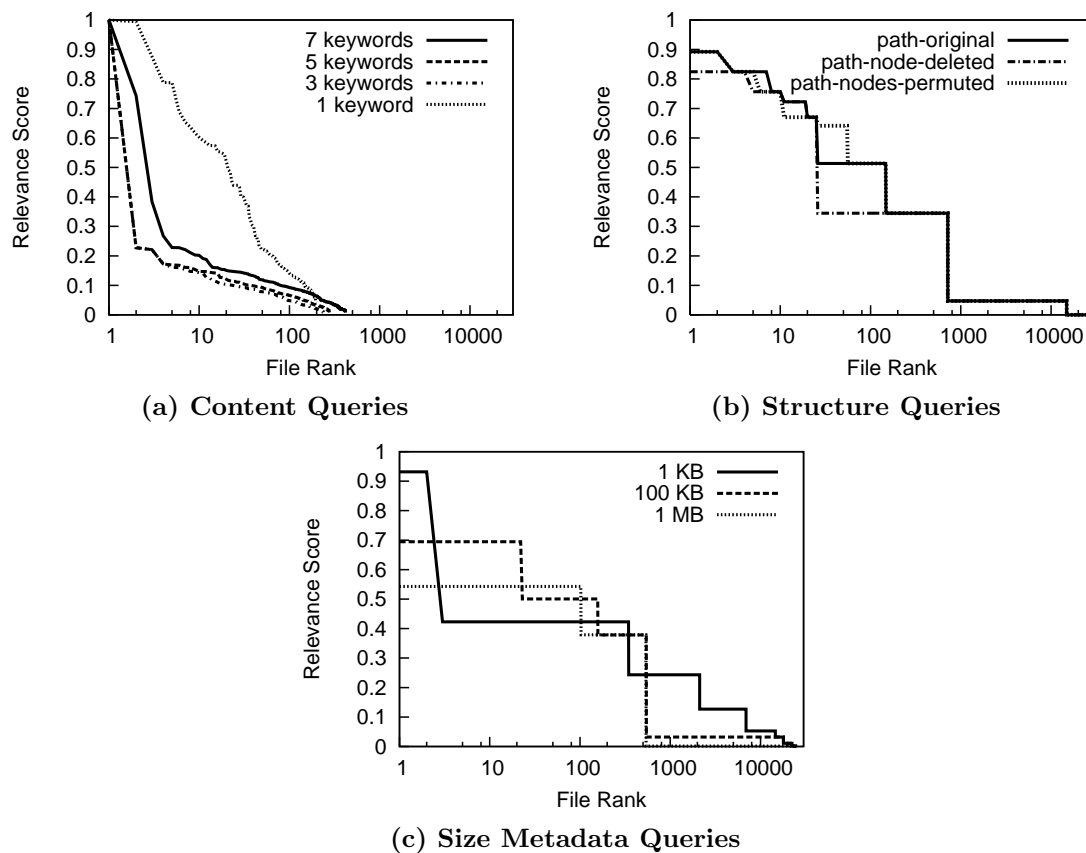 1
0.9
0.8
0.7
0.6
0.5
0.4
0.3
0.2
0.1
0
Relevance Score
7 keywords
5 keywords
3 keywords
1 keyword
1 10 100 1000 10000
File Rank
(a) Content Queries
1
0.9
0.8
0.7
0.6
0.5
0.4
0.3
0.2
0.1
0
Relevance Score
path-original
path-node-deleted
path-nodes-permuted
1 10 100 1000 10000
File Rank
(b) Structure Queries
1
0.9
0.8
0.7
0.6
0.5
0.4
0.3
0.2
0.1
0
Relevance Score
1 KB
100 KB
1 MB
1 10 100 1000 10000
File Rank
(c) Size Metadata Queries